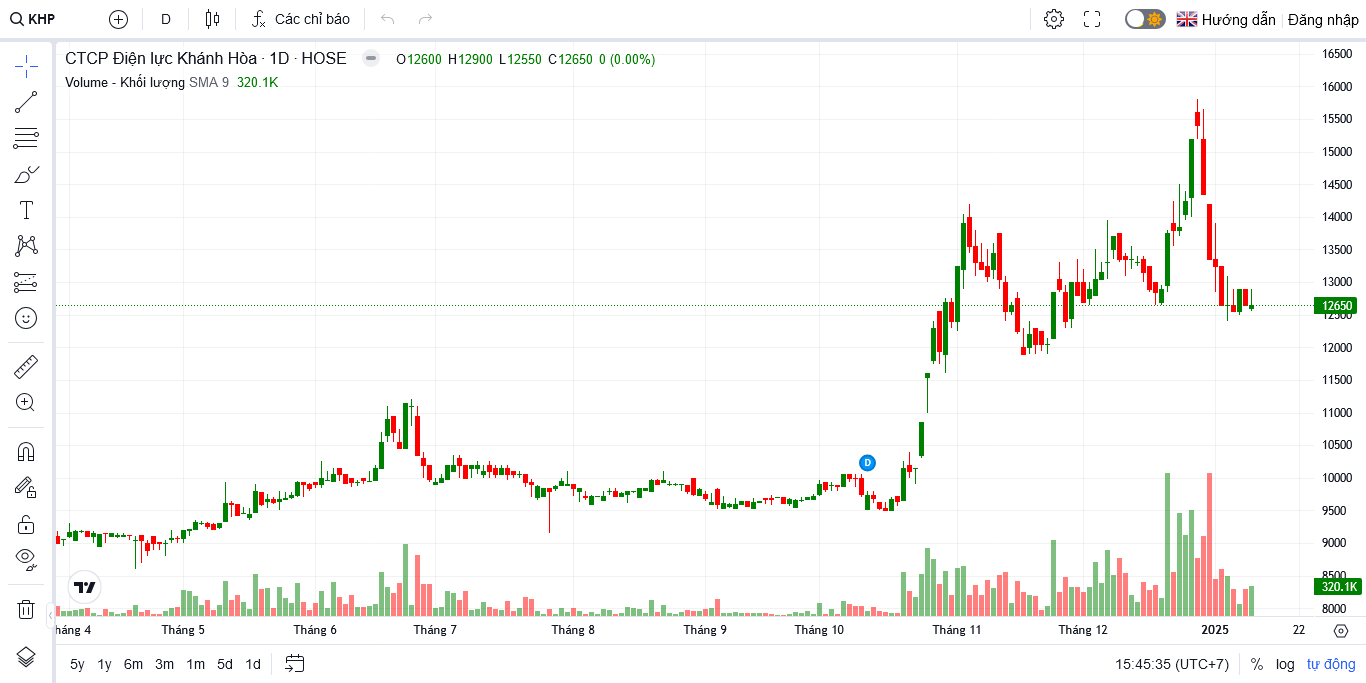 KHP D Các chỉ báo Hướng dẫn Đăng nhập
CTCP Điện lực Khánh Hòa · 1D · HOSE O12600 H12900 L12550 C12650 0 (0.00%)
Volume - Khối lượng SMA 9 320.1K
16500
16000
15500
15000
14500
14000
13500
13000
12650
12500
12000
11500
11000
10500
10000
9500
9000
8500
320.1K
8000
D
háng 4 Tháng 5 Tháng 6 Tháng 7 Tháng 8 Tháng 9 Tháng 10 Tháng 11 Tháng 12 2025 22
5y 1y 6m 3m 1m 5d 1d 15:45:35 (UTC+7) % log tự động